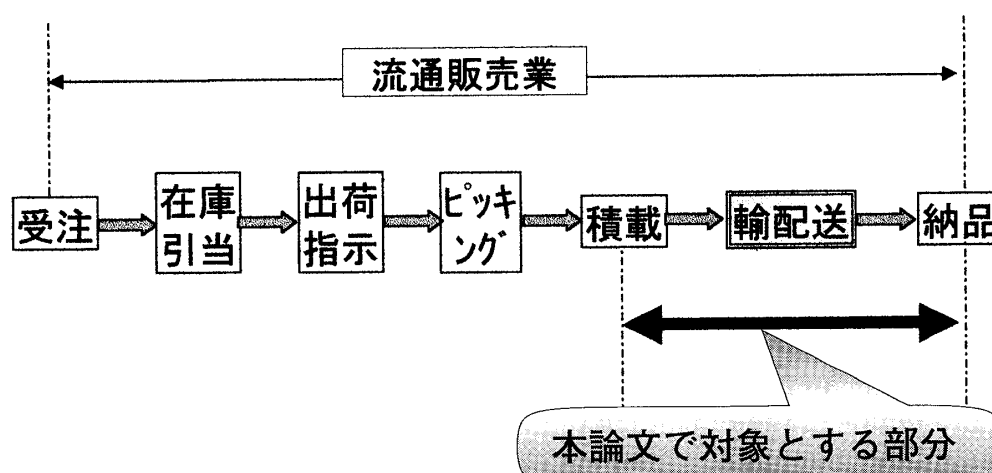 流通販売業
受注
在庫
引当
出荷
指示
ピッキ
ング
積載
輸配送
納品
本論文で対象とする部分